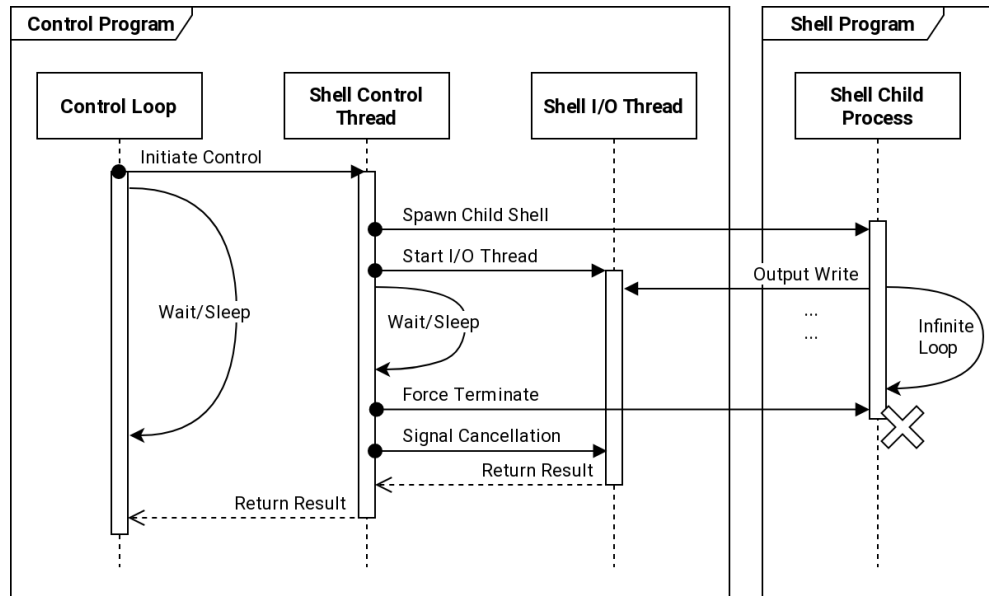 Control Program
Shell Program
Control Loop
Shell Control
Thread
Shell I/O Thread
Shell Child
Process
Initiate Control
Spawn Child Shell
Start I/O Thread
Output Write
Wait/Sleep
Wait/Sleep
...
...
Infinite
Loop
Force Terminate
Signal Cancellation
Return Result
Return Result